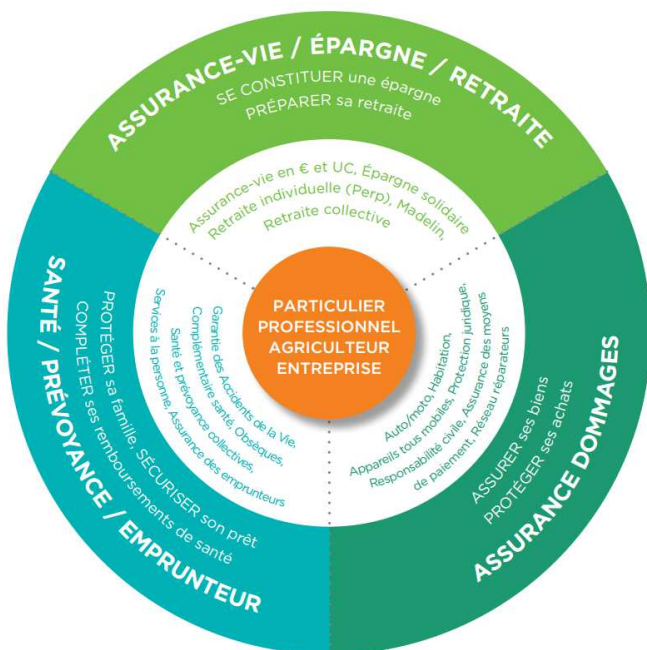 ASSURANCE-VIE / ÉPARGNE / RETRAITE
SE CONSTITUER une épargne
PRÉPARER sa retraite
Assurance-vie en € et UC, Épargne solidaire
Retraite individuelle (Perp), Madelin,
Retraite collective
PARTICULIER
PROFESSIONNEL
AGRICULTEUR
ENTREPRISE
SANTÉ / PRÉVOYANCE / EMPRUNTEUR
PROTÉGER sa famille, SÉCURISER son prêt
COMPLÉTER ses remboursements de santé
Garantie des Accidents de la Vie,
Complémentaire santé, Obsèques,
Santé et prévoyance collectives,
Services à la personne, Assurance des emprunteurs
Auto/moto, Habitation,
Appareils tous mobiles, Protection juridique,
Responsabilité civile, Assurance des moyens
de paiement, Réseau réparateurs
ASSURER ses biens
PROTÉGER ses achats
ASSURANCE DOMMAGES